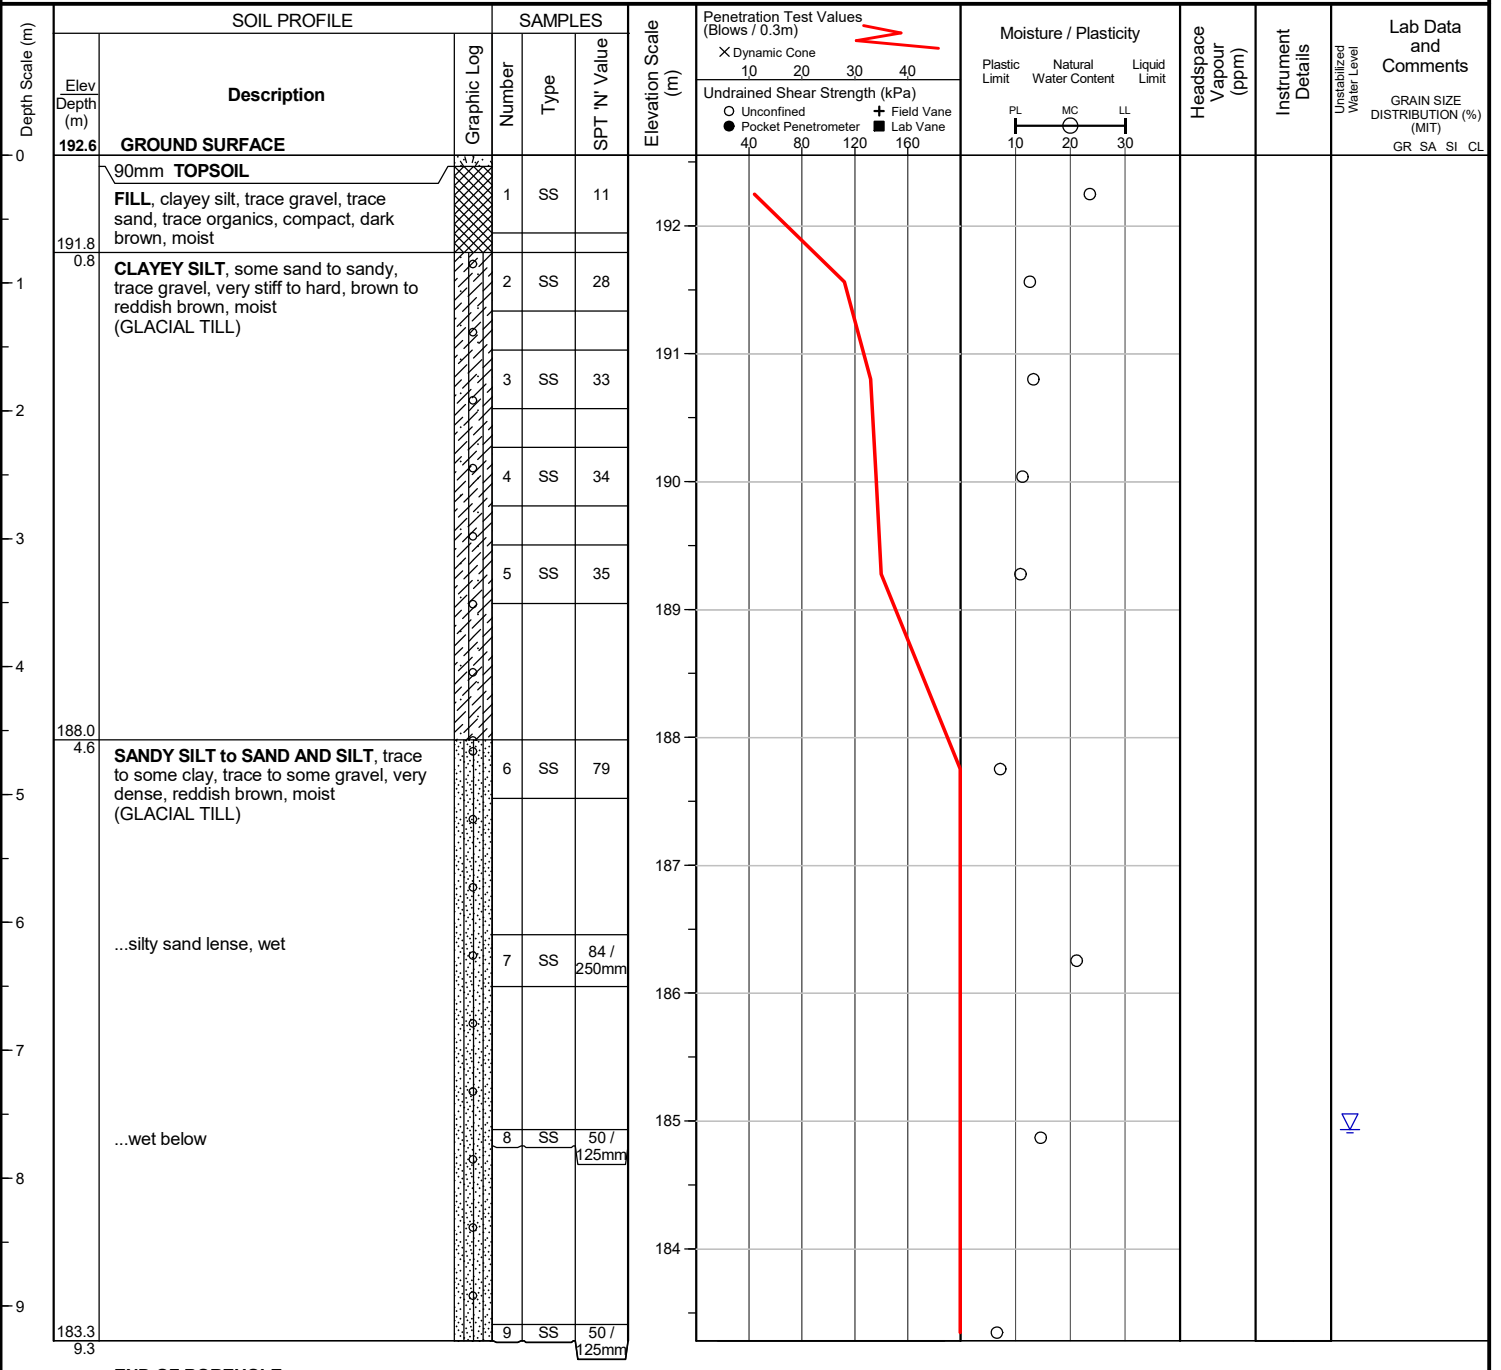 SOIL PROFILE
SAMPLES
Depth Scale (m)
Elev
Depth
(m)
Description
Graphic Log
Number
Type
SPT 'N' Value
Elevation Scale
(m)
Penetration Test Values
(Blows / 0.3m)
× Dynamic Cone
10 20 30 40
Undrained Shear Strength (kPa)
Unconfined
Field Vane
Pocket Penetrometer
Lab Vane
40 80 120 160
Moisture / Plasticity
Plastic
Limit
Natural
Water Content
Liquid
Limit
PL MC LL
10 20 30
Headspace
Vapour
(ppm)
Instrument
Details
Unstabilized
Water Level
Lab Data
and
Comments
GRAIN SIZE
DISTRIBUTION (%)
(MIT)
GR SA SI CL
192.6 GROUND SURFACE
0
90mm TOPSOIL
FILL, clayey silt, trace gravel, trace
sand, trace organics, compact, dark
brown, moist
1 SS 11
192
191.8
0.8
CLAYEY SILT, some sand to sandy,
trace gravel, very stiff to hard, brown to
reddish brown, moist
(GLACIAL TILL)
1
2 SS 28
191
3 SS 33
2
4 SS 34
190
3
5 SS 35
189
4
188.0
4.6
188
SANDY SILT to SAND AND SILT, trace
to some clay, trace to some gravel, very
dense, reddish brown, moist
(GLACIAL TILL)
6 SS 79
5
187
6
...silty sand lense, wet
7 SS 84 /
250mm
186
7
185
...wet below
8 SS 50 /
125mm
8
184
9
183.3
9.3
9 SS 50 /
125mm
END OF BOREHOLE